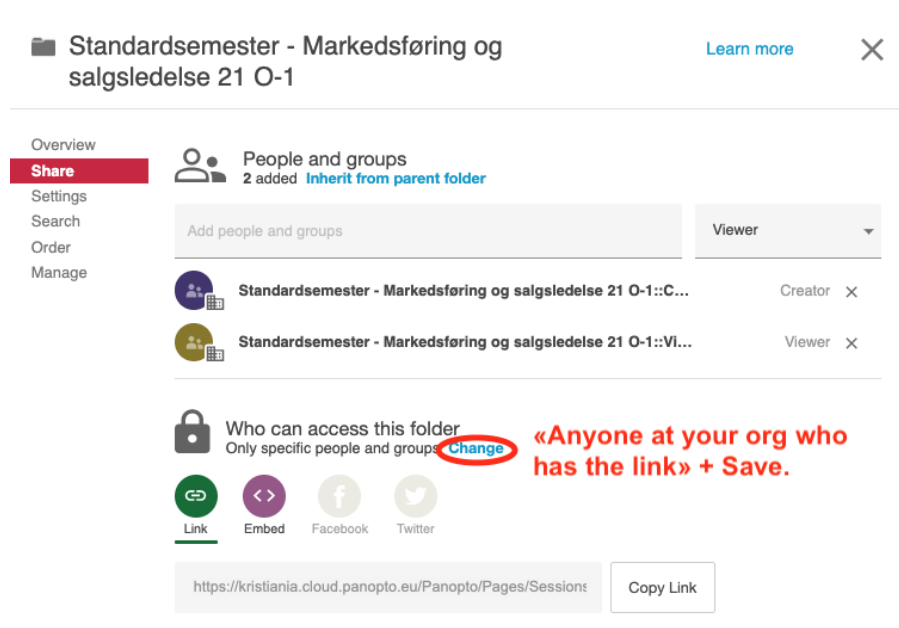 Standardsemester - Markedsføring og
salgsledelse 21 O-1
Learn more
Overview
Share
Settings
Search
Order
Manage
People and groups
2 added Inherit from parent folder
Add people and groups
Viewer
Standardsemester - Markedsføring og salgsledelse 21 O-1::C...
Creator
Standardsemester - Markedsføring og salgsledelse 21 O-1::Vi...
Viewer
Who can access this folder
Only specific people and groups Change
«Anyone at your org who
has the link» + Save.
Link
Embed
Facebook
Twitter
https://kristiania.cloud.panopto.eu/Panopto/Pages/Sessions
Copy Link